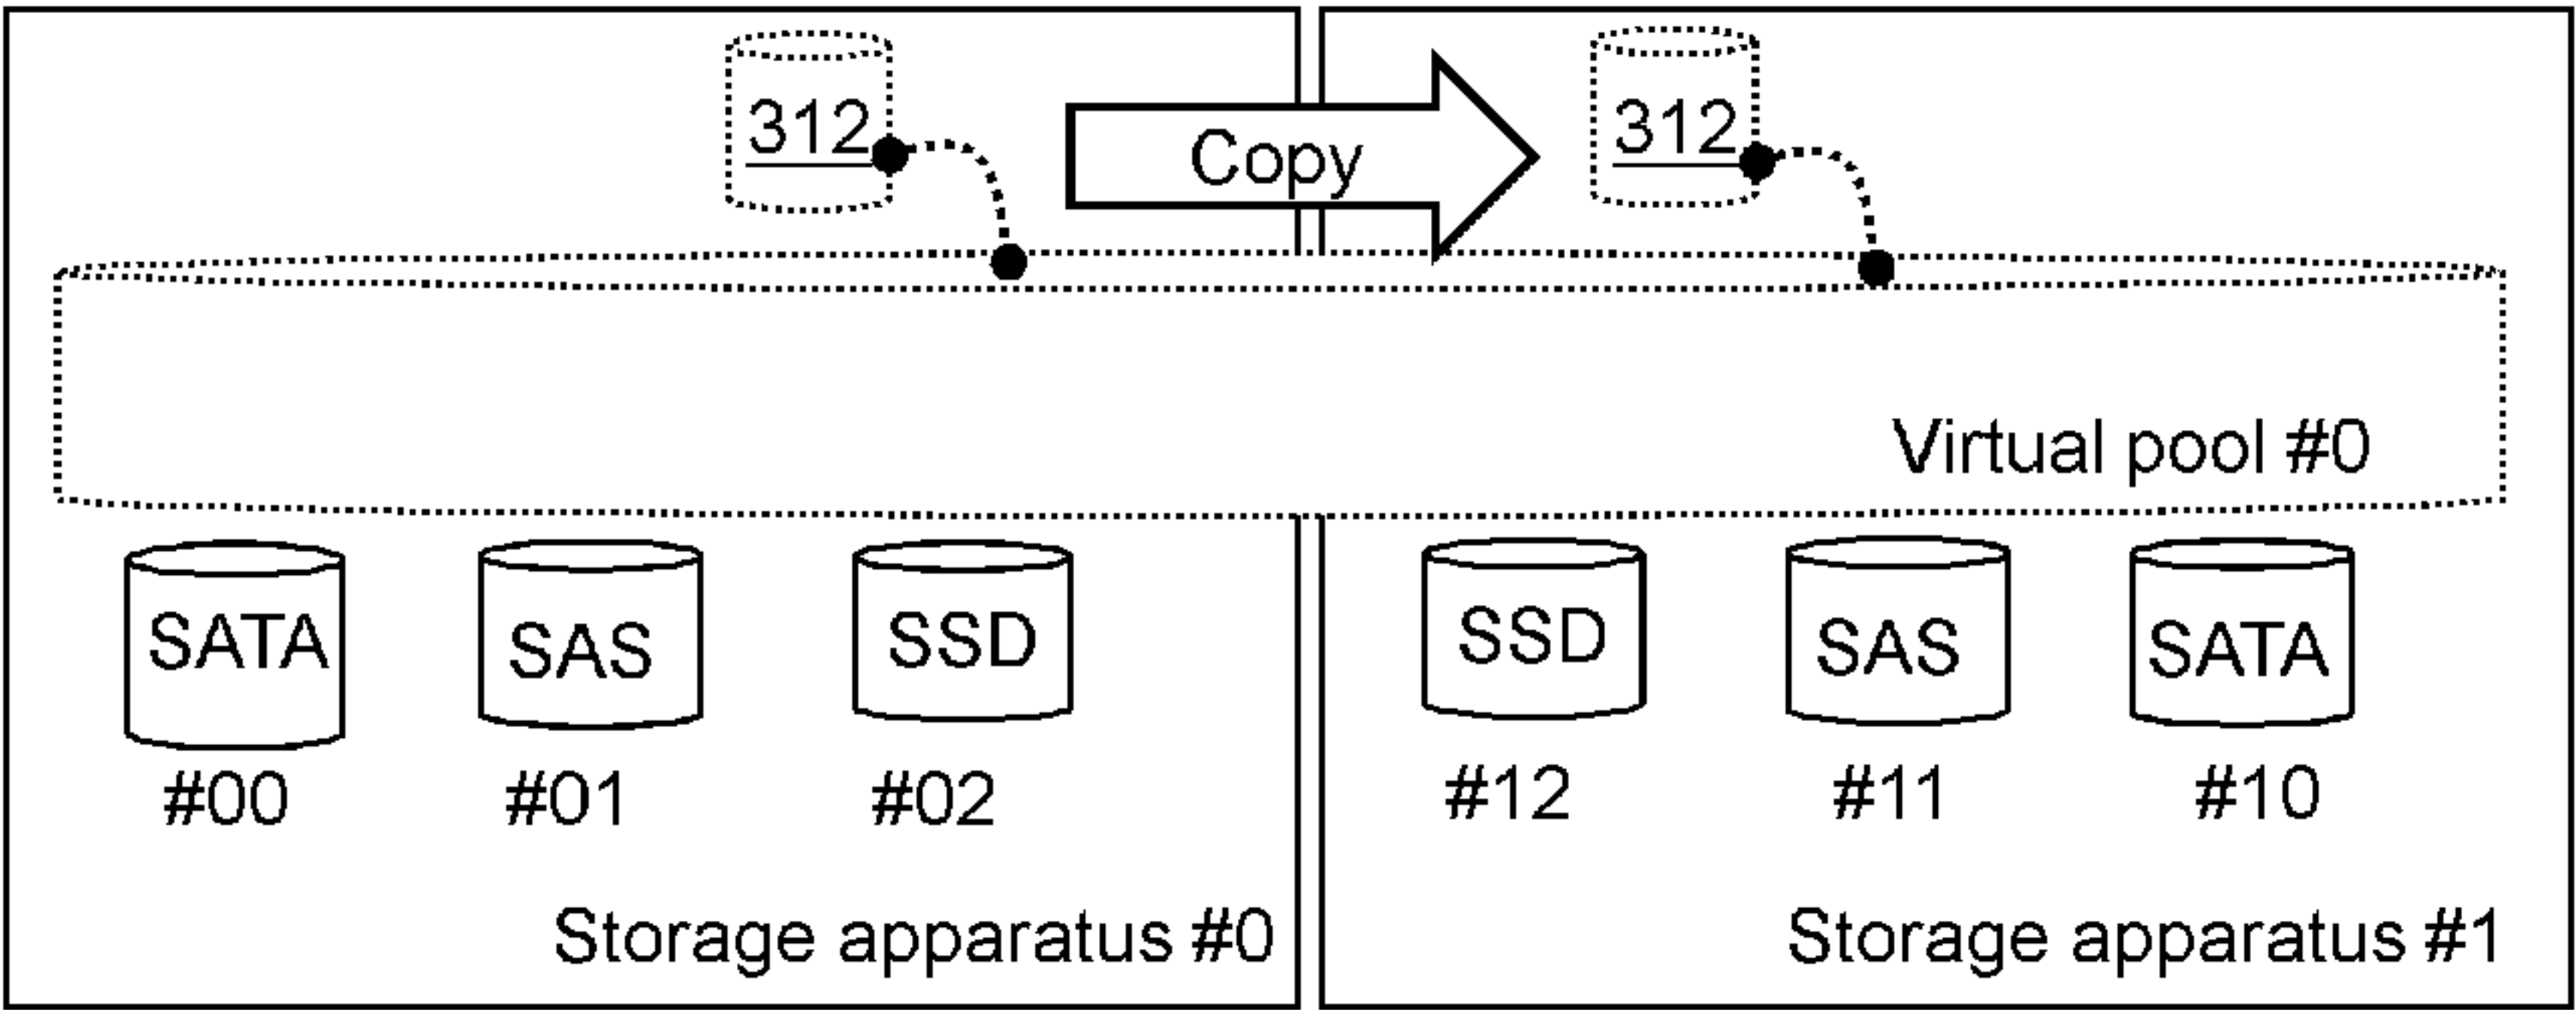 312
Copy
312
Virtual pool #0
SATA
SAS
SSD
SSD
SAS
SATA
#00
#01
#02
#12
#11
#10
Storage apparatus #0
Storage apparatus #1